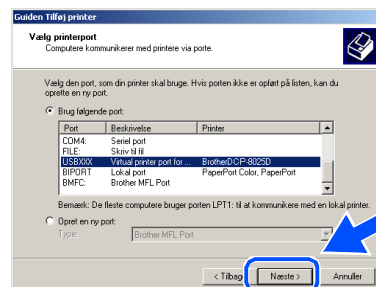 Guiden Tilføj printer
Vælg printerport
Computere kommunikerer med printere via porte.
Vælg den port, som din printer skal bruge. Hvis porten ikke er opført på listen, kan du
oprette en ny port.
Brug følgende port:
Port Beskrivelse Printer
COM4: Seriel port
FILE: Skriv til fil
USBXXX Virtual printer port for ... BrotherDCP-8025D
BIPORT Lokal port PaperPort Color, PaperPort
BMFC: Brother MFL Port
Bemærk: De fleste computere bruger porten LPT1: til at kommunikere med en lokal printer.
Opret en ny port:
Type: Brother MFL Port
< Tilbag Næste > Annuller